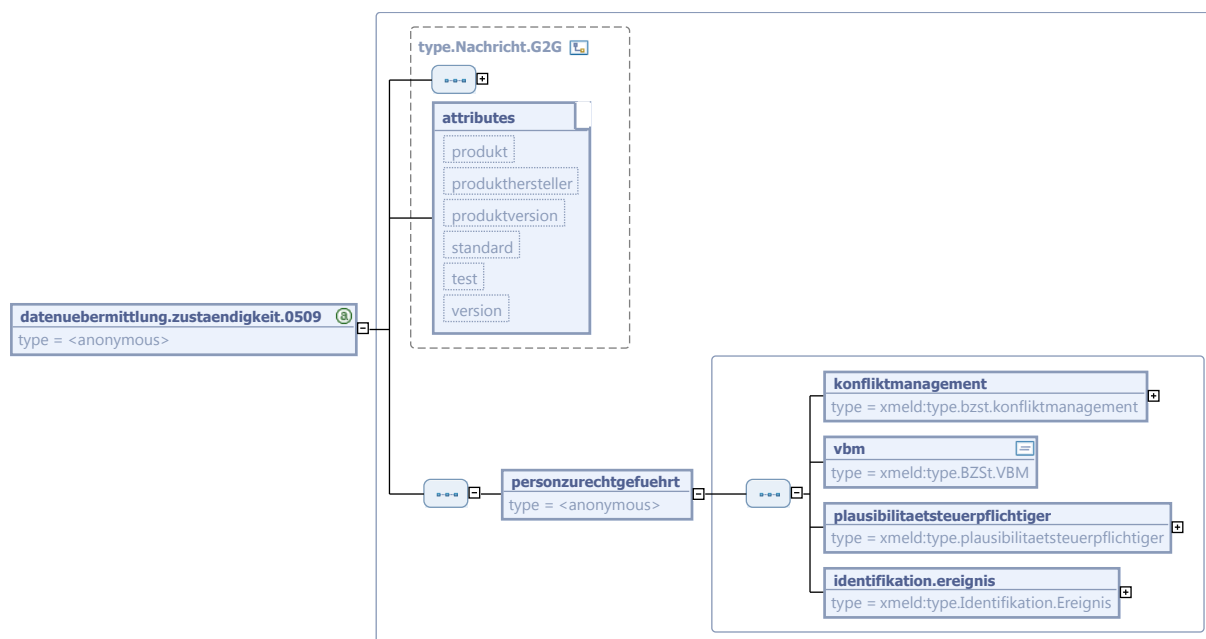 type.Nachricht.G2G
attributes
produkt
produkthersteller
produktversion
standard
test
version
datenuebermittlung.zustaendigkeit.0509
type = <anonymous>
personzurechtgefuehrt
type = <anonymous>
konfliktmanagement
type = xmeld:type.bzst.konfliktmanagement
vbm
type = xmeld:type.BZSt.VBM
plausibilitaetsteuerpflichtiger
type = xmeld:type.plausibilitaetsteuerpflichtiger
identifikation.ereignis
type = xmeld:type.Identifikation.Ereignis